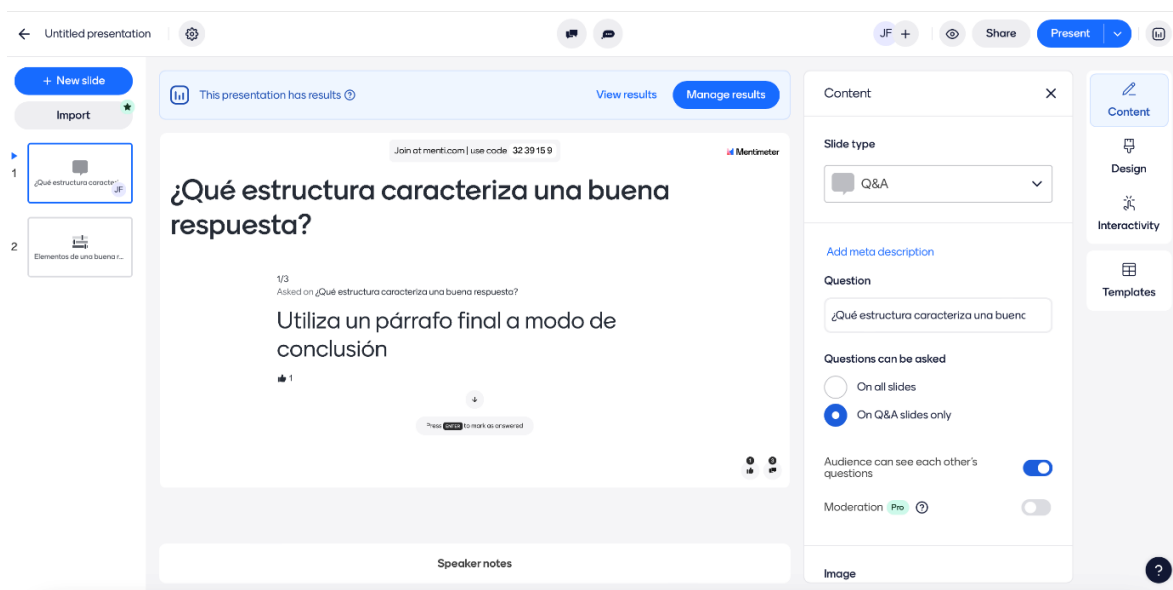 Untitled presentation
JF
Share
Present
+ New slide
Import
1
¿Qué estructura caracteri...
JF
2
Elementos de una buena r...
This presentation has results
View results
Manage results
Join at menti.com | use code 32 39 15 9
Mentimeter
¿Qué estructura caracteriza una buena
respuesta?
1/3
Asked on ¿Qué estructura caracteriza una buena respuesta?
Utiliza un párrafo final a modo de
conclusión
1
Press ENTER to mark as answered
1
3
Speaker notes
Content
Slide type
Q&A
Add meta description
Question
¿Qué estructura caracteriza una buenc
Questions can be asked
On all slides
On Q&A slides only
Audience can see each other's
questions
Moderation Pro
Image
Content
Design
Interactivity
Templates